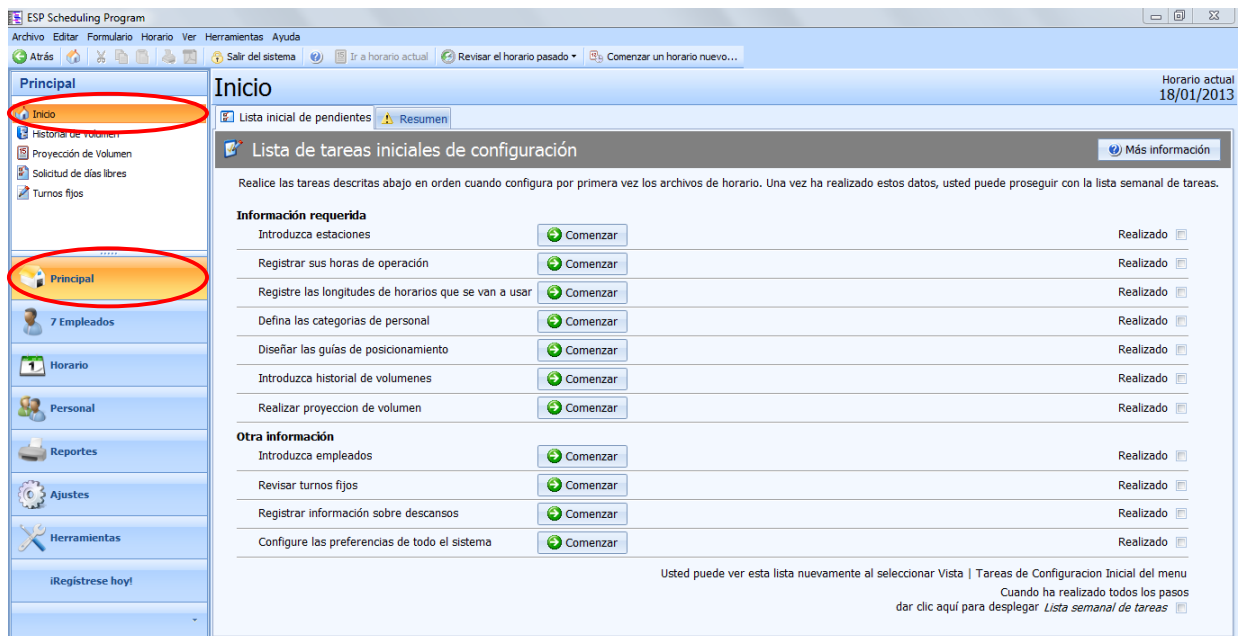 ESP Scheduling Program
Archivo Editar Formulario Horario Ver Herramientas Ayuda
Atrás Salir del sistema Ir a horario actual Revisar el horario pasado Comenzar un horario nuevo...
Principal
Inicio
Historial de Volumen
Proyección de Volumen
Solicitud de días libres
Turnos fijos
Principal
7 Empleados
Horario
Personal
Reportes
Ajustes
Herramientas
¡Regístrese hoy!
Inicio
Horario actual
18/01/2013
Lista inicial de pendientes Resumen
Lista de tareas iniciales de configuración Más información
Realice las tareas descritas abajo en orden cuando configura por primera vez los archivos de horario. Una vez ha realizado estos datos, usted puede proseguir con la lista semanal de tareas.
Información requerida
Introduzca estaciones Comenzar Realizado
Registrar sus horas de operación Comenzar Realizado
Registre las longitudes de horarios que se van a usar Comenzar Realizado
Defina las categorias de personal Comenzar Realizado
Diseñar las guías de posicionamiento Comenzar Realizado
Introduzca historial de volumenes Comenzar Realizado
Realizar proyeccion de volumen Comenzar Realizado
Otra información
Introduzca empleados Comenzar Realizado
Revisar turnos fijos Comenzar Realizado
Registrar información sobre descansos Comenzar Realizado
Configure las preferencias de todo el sistema Comenzar Realizado
Usted puede ver esta lista nuevamente al seleccionar Vista | Tareas de Configuracion Inicial del menu
Cuando ha realizado todos los pasos
dar clic aquí para desplegar Lista semanal de tareas